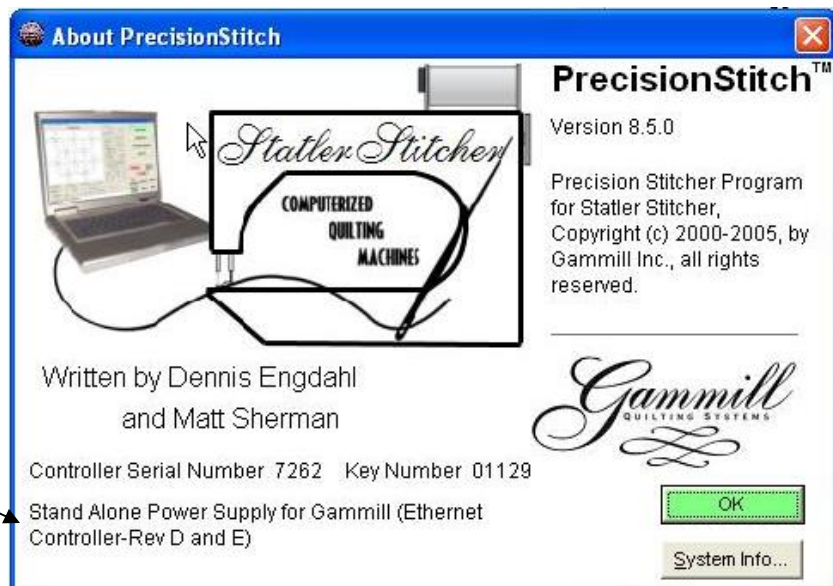 About PrecisionStitch
PrecisionStitch™
Version 8.5.0
Precision Stitcher Program
for Statler Stitcher,
Copyright (c) 2000-2005, by
Gammill Inc., all rights
reserved.
Statler Stitcher
COMPUTERIZED
QUILTING
MACHINES
Written by Dennis Engdahl
and Matt Sherman
Gammill
QUILTING SYSTEMS
Controller Serial Number 7262 Key Number 01129
Stand Alone Power Supply for Gammill (Ethernet
Controller-Rev D and E)
OK
System Info...